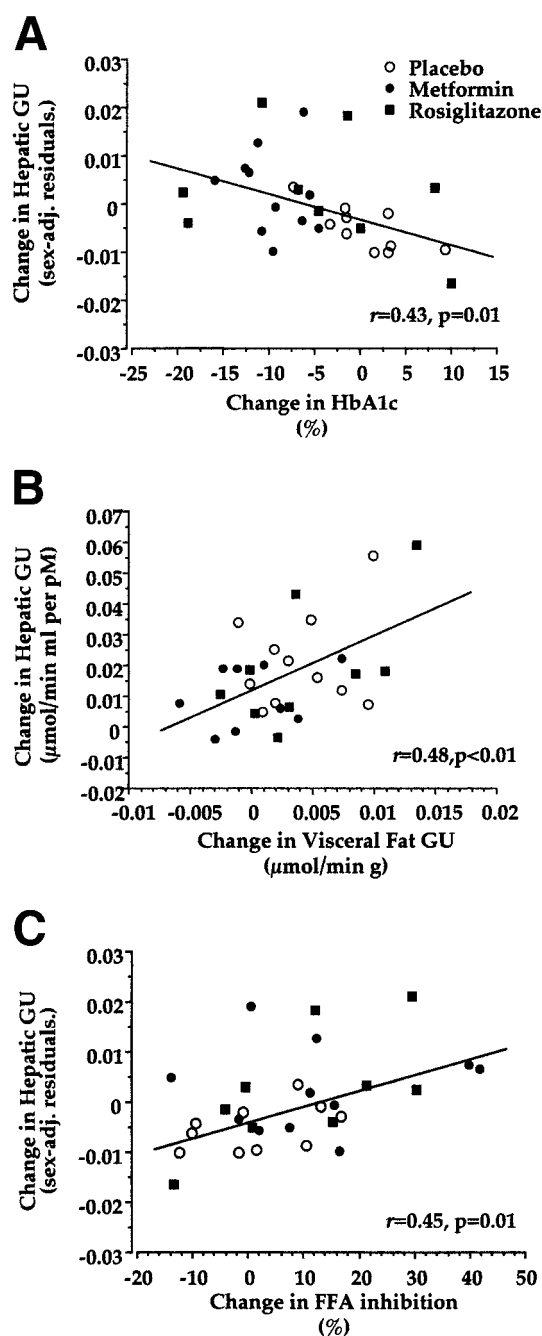 A
Change in Hepatic GU
(sex-adj. residuals.)
0.03
0.02
0.01
0
-0.01
-0.02
-0.03
Placebo
Metformin
Rosiglitazone
r=0.43, p=0.01
-25 -20 -15 -10 -5 0 5 10 15
Change in HbA1c
(%)
B
Change in Hepatic GU
(µmol/min ml per pM)
0.07
0.06
0.05
0.04
0.03
0.02
0.01
0
-0.01
-0.02
r=0.48,p<0.01
-0.01 -0.005 0 0.005 0.01 0.015 0.02
Change in Visceral Fat GU
(µmol/min g)
C
Change in Hepatic GU
(sex-adj. residuals.)
0.03
0.02
0.01
0
-0.01
-0.02
-0.03
r=0.45, p=0.01
-20 -10 0 10 20 30 40 50
Change in FFA inhibition
(%)